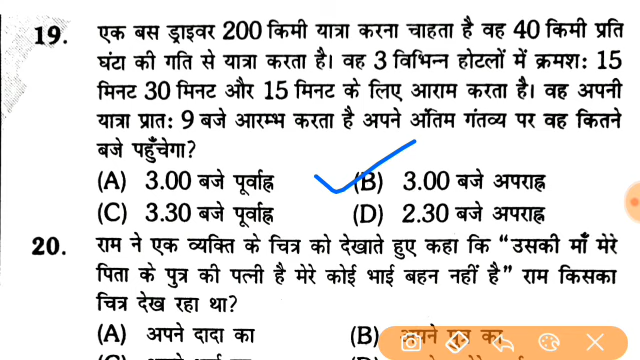 19. एक बस ड्राइवर 200 किमी यात्रा करना चाहता है वह 40 किमी प्रति
घंटा की गति से यात्रा करता है। वह 3 विभिन्न होटलों में क्रमशः 15
मिनट 30 मिनट और 15 मिनट के लिए आराम करता है। वह अपनी
यात्रा प्रात: 9 बजे आरम्भ करता है अपने अंतिम गंतव्य पर वह कितने
बजे पहुँचेगा?
(A) 3.00 बजे पूर्वाह्न (B) 3.00 बजे अपराह्न
(C) 3.30 बजे पूर्वाह्न (D) 2.30 बजे अपराह्न
20. राम ने एक व्यक्ति के चित्र को देखाते हुए कहा कि "उसकी माँ मेरे
पिता के पुत्र की पत्नी है मेरे कोई भाई बहन नहीं है" राम किसका
चित्र देख रहा था?
(A) अपने दादा का (B) अपने पुत्र का